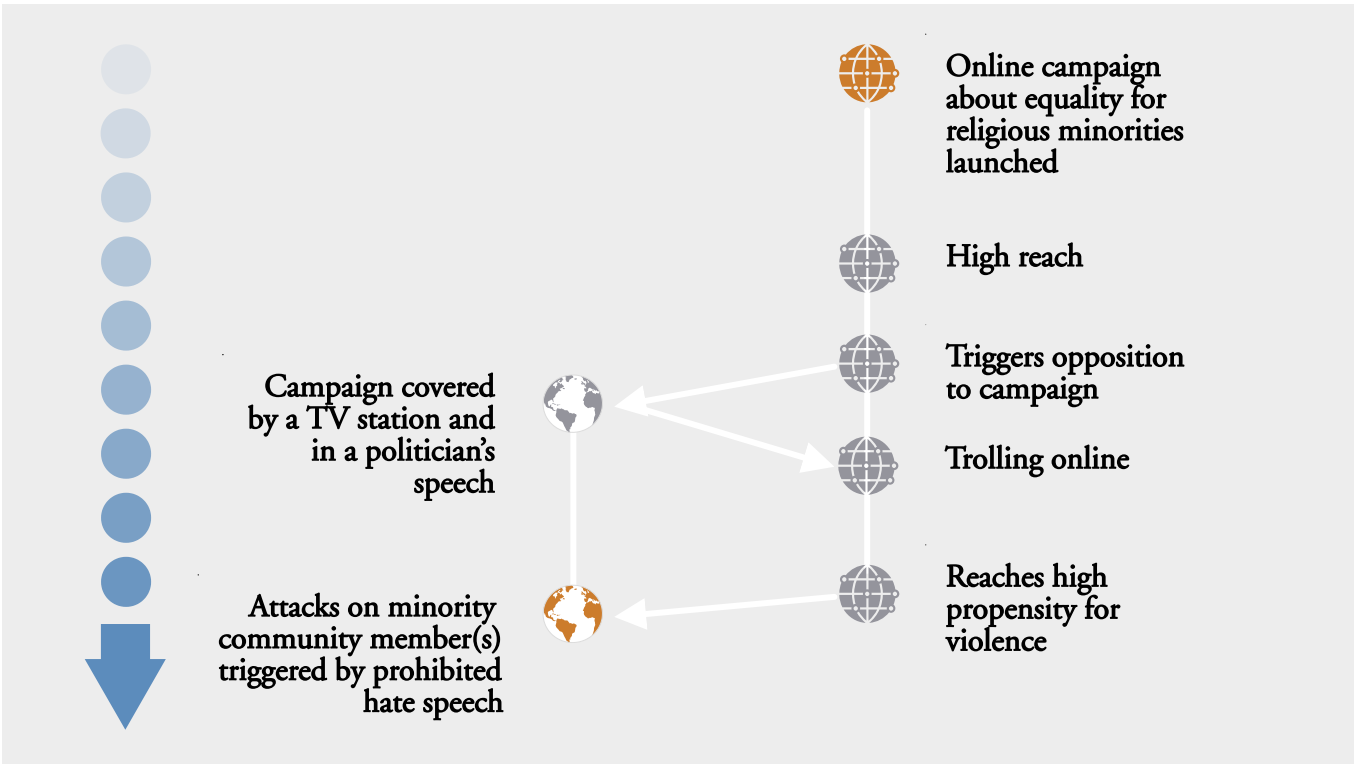 Online campaign
about equality for
religious minorities
launched
High reach
Triggers opposition
to campaign
Campaign covered
by a TV station and
in a politician’s
speech
Trolling online
Reaches high
propensity for
violence
Attacks on minority
community member(s)
triggered by prohibited
hate speech